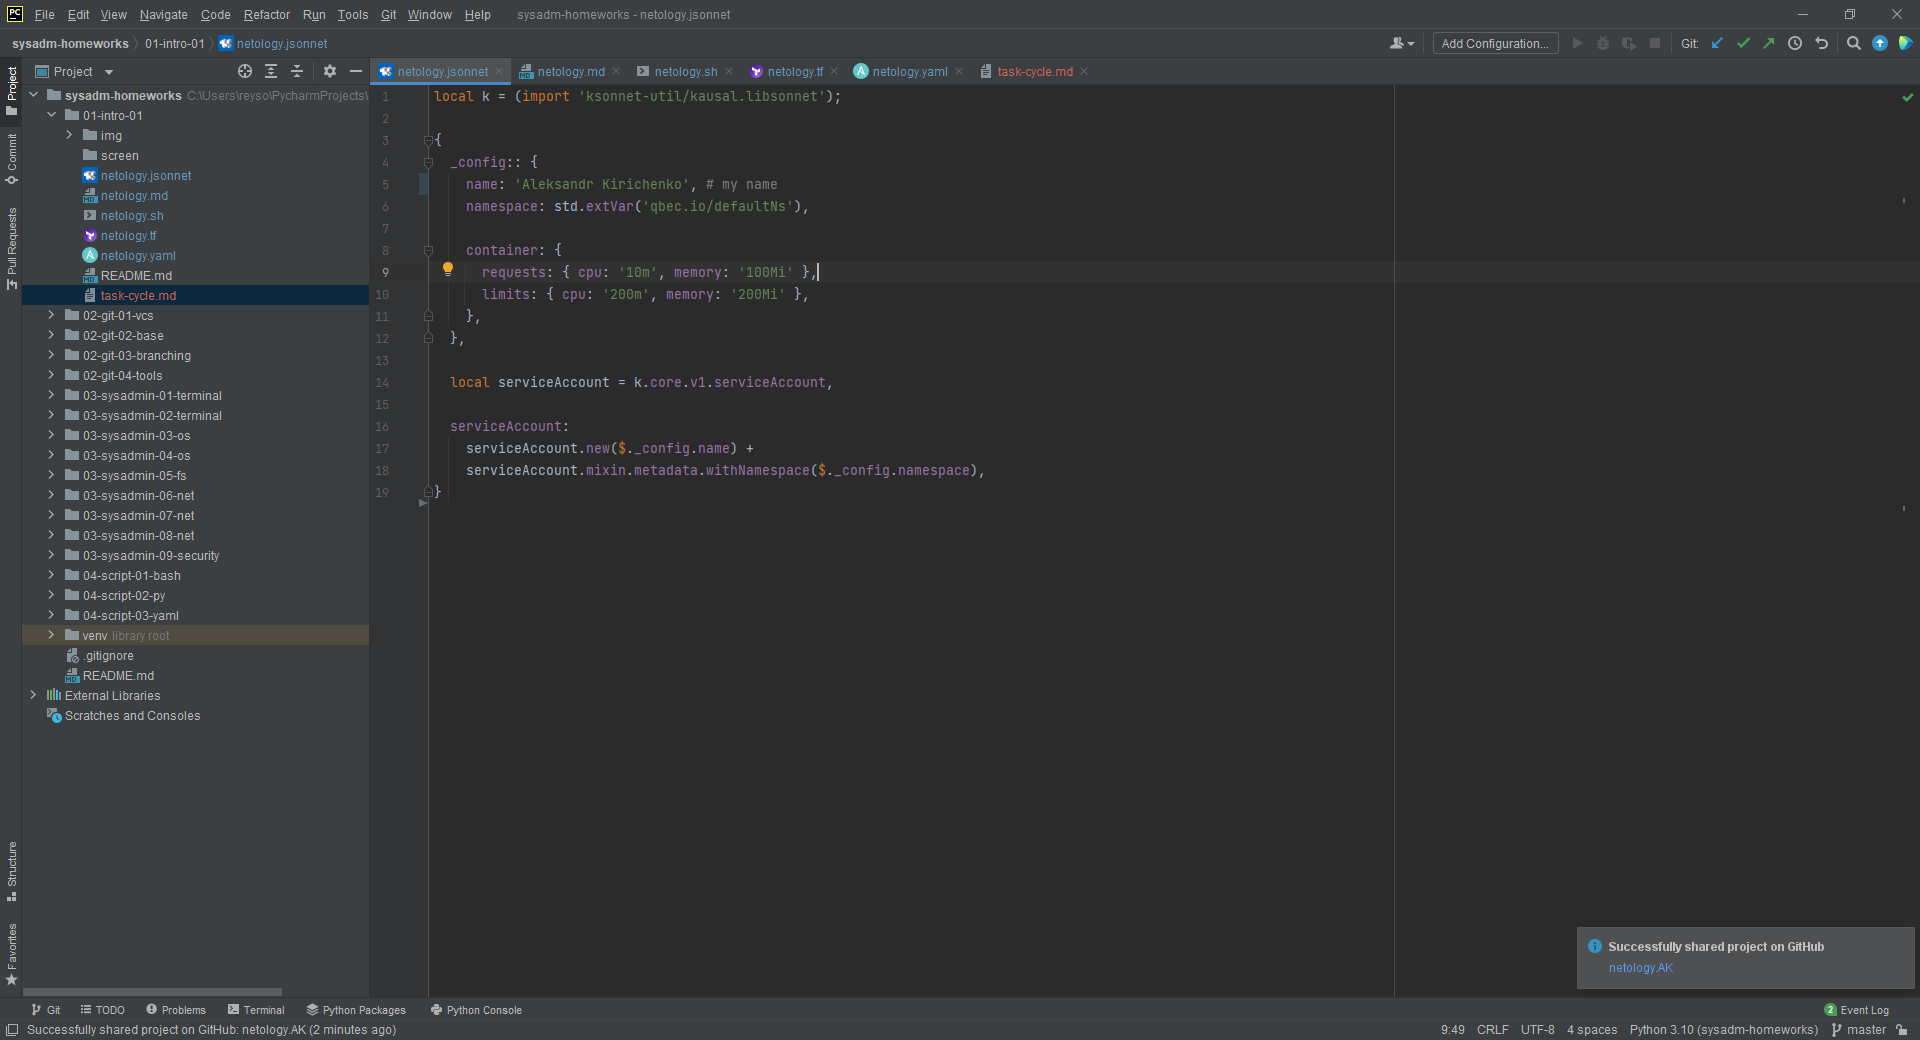 PC File Edit View Navigate Code Refactor Run Tools Git Window Help sysadm-homeworks - netology.jsonnet
sysadm-homeworks 01-intro-01 netology.jsonnet Add Configuration... Git:
Project
netology.jsonnet netology.md netology.sh netology.tf netology.yaml task-cycle.md
Project
Commit
Pull Requests
Structure
Favorites
sysadm-homeworks C:\Users\reyso\PycharmProjects\
01-intro-01
img
screen
netology.jsonnet
netology.md
netology.sh
netology.tf
netology.yaml
README.md
task-cycle.md
02-git-01-vcs
02-git-02-base
02-git-03-branching
02-git-04-tools
03-sysadmin-01-terminal
03-sysadmin-02-terminal
03-sysadmin-03-os
03-sysadmin-04-os
03-sysadmin-05-fs
03-sysadmin-06-net
03-sysadmin-07-net
03-sysadmin-08-net
03-sysadmin-09-security
04-script-01-bash
04-script-02-py
04-script-03-yaml
venv library root
.gitignore
README.md
External Libraries
Scratches and Consoles
1 local k = (import 'ksonnet-util/kausal.libsonnet');
2
3 {
4 _config:: {
5 name: 'Aleksandr Kirichenko', # my name
6 namespace: std.extVar('qbec.io/defaultNs'),
7
8 container: {
9 requests: { cpu: '10m', memory: '100Mi' },
10 limits: { cpu: '200m', memory: '200Mi' },
11 },
12 },
13
14 local serviceAccount = k.core.v1.serviceAccount,
15
16 serviceAccount:
17 serviceAccount.new($._config.name) +
18 serviceAccount.mixin.metadata.withNamespace($._config.namespace),
19 }
Successfully shared project on GitHub
netology.AK
Git TODO Problems Terminal Python Packages Python Console 2 Event Log
Successfully shared project on GitHub: netology.AK (2 minutes ago) 9:49 CRLF UTF-8 4 spaces Python 3.10 (sysadm-homeworks) master